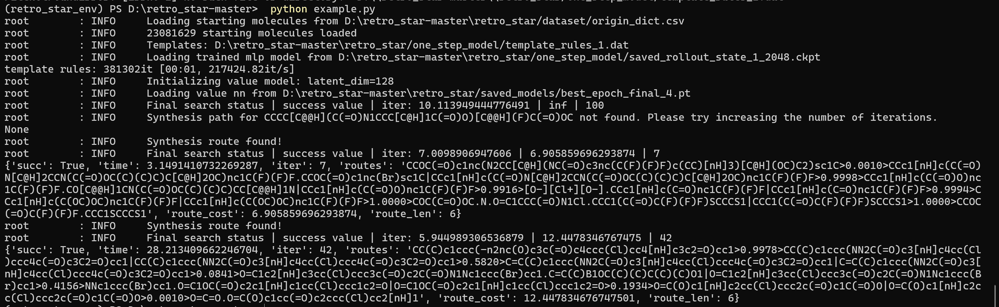 (retro_star_env) PS D:\retro_star-master>  python example.py
root        : INFO     Loading starting molecules from D:\retro_star-master\retro_star/dataset/origin_dict.csv
root        : INFO     23081629 starting molecules loaded
root        : INFO     Templates: D:\retro_star-master\retro_star/one_step_model/template_rules_1.dat
root        : INFO     Loading trained mlp model from D:\retro_star-master\retro_star/one_step_model/saved_rollout_state_1_2048.ckpt
template rules: 381302it [00:01, 217424.82it/s]
root        : INFO     Initializing value model: latent_dim=128
root        : INFO     Loading value nn from D:\retro_star-master\retro_star/saved_models/best_epoch_final_4.pt
root        : INFO     Final search status | success value | iter: 10.113949444776491 | inf | 100
root        : INFO     Synthesis path for CCCC[C@@H](C(=O)N1CCC[C@H]1C(=O)O)[C@@H](F)C(=O)OC not found. Please try increasing the number of iterations.
None
root        : INFO     Synthesis route found!
root        : INFO     Final search status | success value | iter: 7.0098906947606 | 6.905859696293874 | 7
{'succ': True, 'time': 3.1491410732269287, 'iter': 7, 'routes': 'CCOC(=O)c1nc(N2CC[C@H](NC(=O)c3nc(C(F)(F)F)c(CC)[nH]3)[C@H](OC)C2)sc1C>0.0010>CCc1[nH]c(C(=O)
N[C@H]2CCN(C(=O)OC(C)(C)C)C[C@H]2OC)nc1C(F)(F)F.CCOC(=O)c1nc(Br)sc1C|CCc1[nH]c(C(=O)N[C@H]2CCN(C(=O)OC(C)(C)C)C[C@H]2OC)nc1C(F)(F)F>0.9998>CCc1[nH]c(C(=O)O)nc
1C(F)(F)F.CO[C@@H]1CN(C(=O)OC(C)(C)C)CC[C@@H]1N|CCc1[nH]c(C(=O)O)nc1C(F)(F)F>0.9916>[O-][Cl+][O-].CCc1[nH]c(C=O)nc1C(F)(F)F|CCc1[nH]c(C=O)nc1C(F)(F)F>0.9994>C
Cc1[nH]c(C(OC)OC)nc1C(F)(F)F|CCc1[nH]c(C(OC)OC)nc1C(F)(F)F>1.0000>COC(C=O)OC.N.O=C1CCC(=O)N1Cl.CCC1(C(=O)C(F)(F)F)SCCCS1|CCC1(C(=O)C(F)(F)F)SCCCS1>1.0000>CCOC
(=O)C(F)(F)F.CCC1SCCCS1', 'route_cost': 6.905859696293874, 'route_len': 6}
root        : INFO     Synthesis route found!
root        : INFO     Final search status | success value | iter: 5.944989306536879 | 12.4478346767475 | 42
{'succ': True, 'time': 28.213409662246704, 'iter': 42, 'routes': 'CC(C)c1ccc(-n2nc(O)c3c(=O)c4ccc(Cl)cc4[nH]c3c2=O)cc1>0.9978>CC(C)c1ccc(NN2C(=O)c3[nH]c4cc(Cl
)ccc4c(=O)c3C2=O)cc1|CC(C)c1ccc(NN2C(=O)c3[nH]c4cc(Cl)ccc4c(=O)c3C2=O)cc1>0.5820>C=C(C)c1ccc(NN2C(=O)c3[nH]c4cc(Cl)ccc4c(=O)c3C2=O)cc1|C=C(C)c1ccc(NN2C(=O)c3[
nH]c4cc(Cl)ccc4c(=O)c3C2=O)cc1>0.0841>O=C1c2[nH]c3cc(Cl)ccc3c(=O)c2C(=O)N1Nc1ccc(Br)cc1.C=C(C)B1OC(C)(C)C(C)(C)O1|O=C1c2[nH]c3cc(Cl)ccc3c(=O)c2C(=O)N1Nc1ccc(B
r)cc1>0.4156>NNc1ccc(Br)cc1.O=C1OC(=O)c2c1[nH]c1cc(Cl)ccc1c2=O|O=C1OC(=O)c2c1[nH]c1cc(Cl)ccc1c2=O>0.1934>O=C(O)c1[nH]c2cc(Cl)ccc2c(=O)c1C(=O)O|O=C(O)c1[nH]c2c
c(Cl)ccc2c(=O)c1C(=O)O>0.0010>O=C=O.O=C(O)c1cc(=O)c2ccc(Cl)cc2[nH]1', 'route_cost': 12.447834676747501, 'route_len': 6}